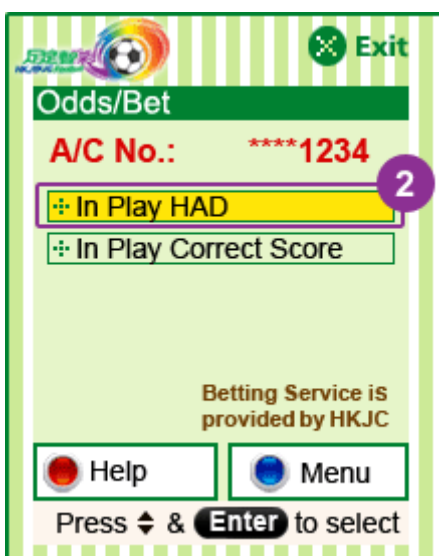 Exit
Odds/Bet
A/C No.: ****1234
2
In Play HAD
In Play Correct Score
Betting Service is
provided by HKJC
Help Menu
Press & Enter to select